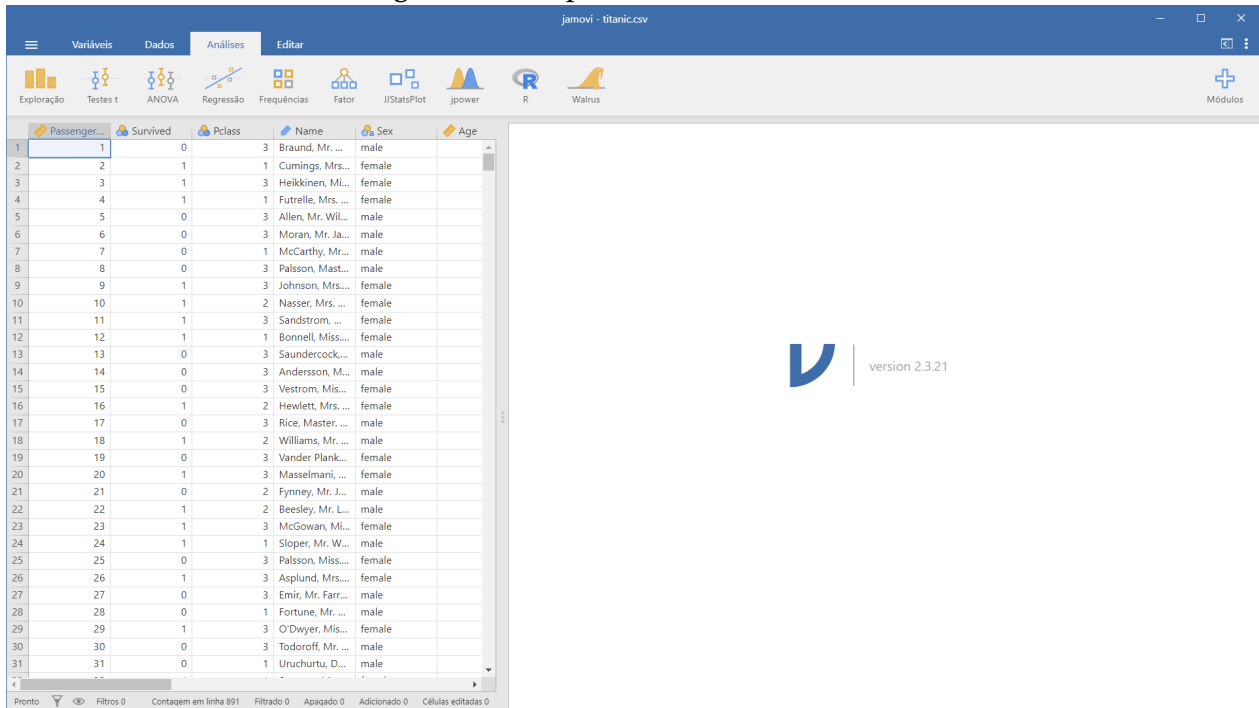 jamovi - titanic.csv
Variáveis Dados Análises Editar
Exploração Testes t ANOVA Regressão Frequências Fator JJStatsPlot jpower R Walrus Módulos
Passenger... Survived Pclass Name Sex Age
1 1 0 3 Braund, Mr. ... male
2 2 1 1 Cumings, Mrs... female
3 3 1 3 Heikkinen, Mi... female
4 4 1 1 Futrelle, Mrs. ... female
5 5 0 3 Allen, Mr. Wil... male
6 6 0 3 Moran, Mr. Ja... male
7 7 0 1 McCarthy, Mr... male
8 8 0 3 Palsson, Mast... male
9 9 1 3 Johnson, Mrs.... female
10 10 1 2 Nasser, Mrs. ... female
11 11 1 3 Sandstrom, ... female
12 12 1 1 Bonnell, Miss.... female
13 13 0 3 Saundercock,... male
14 14 0 3 Andersson, M... male
15 15 0 3 Vestrom, Mis... female
16 16 1 2 Hewlett, Mrs. ... female
17 17 0 3 Rice, Master. ... male
18 18 1 2 Williams, Mr. ... male
19 19 0 3 Vander Plank... female
20 20 1 3 Masselmani, ... female
21 21 0 2 Fynney, Mr. J... male
22 22 1 2 Beesley, Mr. L... male
23 23 1 3 McGowan, Mi... female
24 24 1 1 Sloper, Mr. W... male
25 25 0 3 Palsson, Miss.... female
26 26 1 3 Asplund, Mrs.... female
27 27 0 3 Emir, Mr. Farr... male
28 28 0 1 Fortune, Mr. ... male
29 29 1 3 O'Dwyer, Mis... female
30 30 0 3 Todoroff, Mr. ... male
31 31 0 1 Uruchurtu, D... male
version 2.3.21
Pronto Filtros 0 Contagem em linha 891 Filtrado 0 Apagado 0 Adicionado 0 Células editadas 0